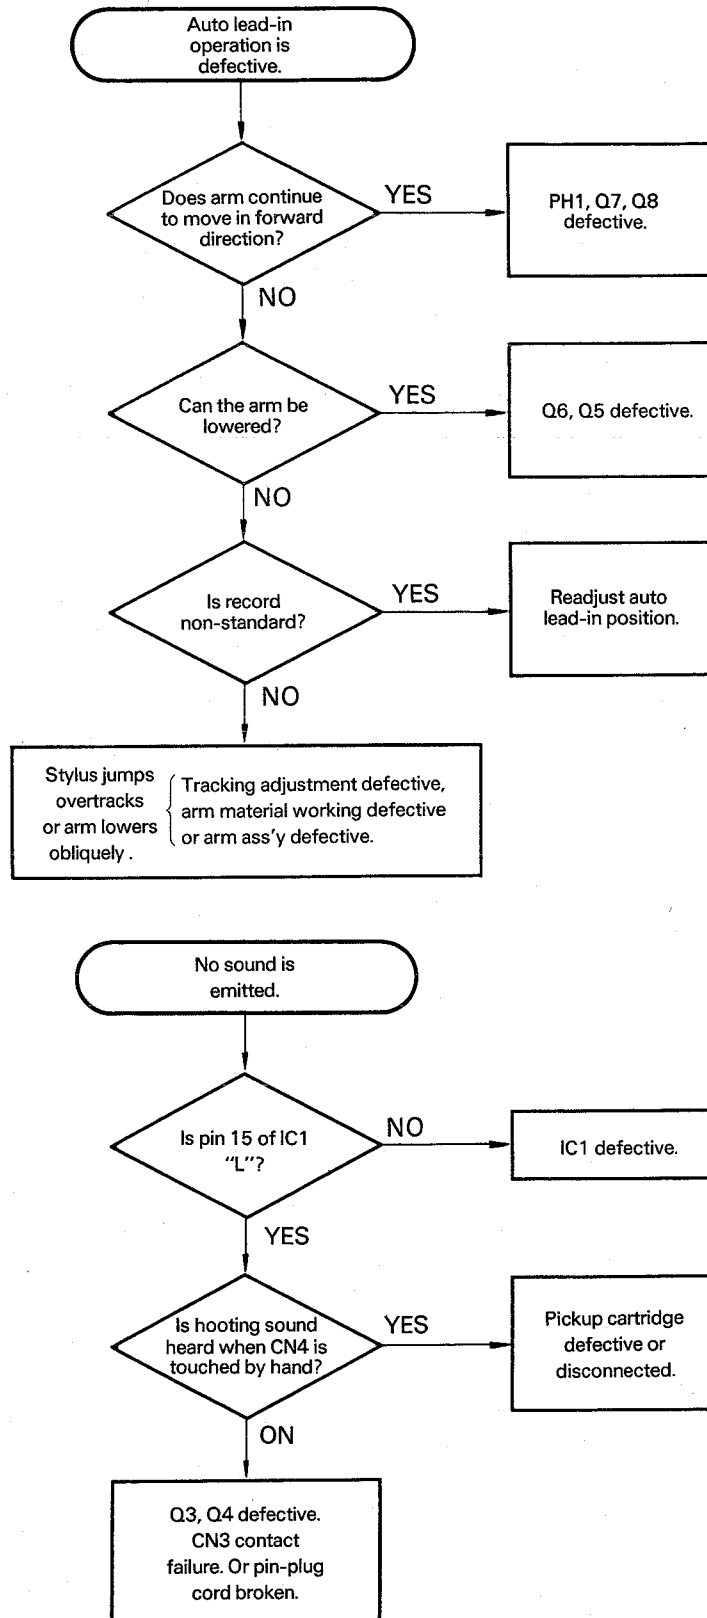 Auto lead-in
operation is
defective.
Does arm continue
to move in forward
direction?
YES
PH1, Q7, Q8
defective.
NO
Can the arm be
lowered?
YES
Q6, Q5 defective.
NO
Is record
non-standard?
YES
Readjust auto
lead-in position.
NO
Stylus jumps
overtracks
or arm lowers
obliquely .
Tracking adjustment defective,
arm material working defective
or arm ass'y defective.
No sound is
emitted.
Is pin 15 of IC1
“L”?
NO
IC1 defective.
YES
Is hooting sound
heard when CN4 is
touched by hand?
YES
Pickup cartridge
defective or
disconnected.
ON
Q3, Q4 defective.
CN3 contact
failure. Or pin-plug
cord broken.